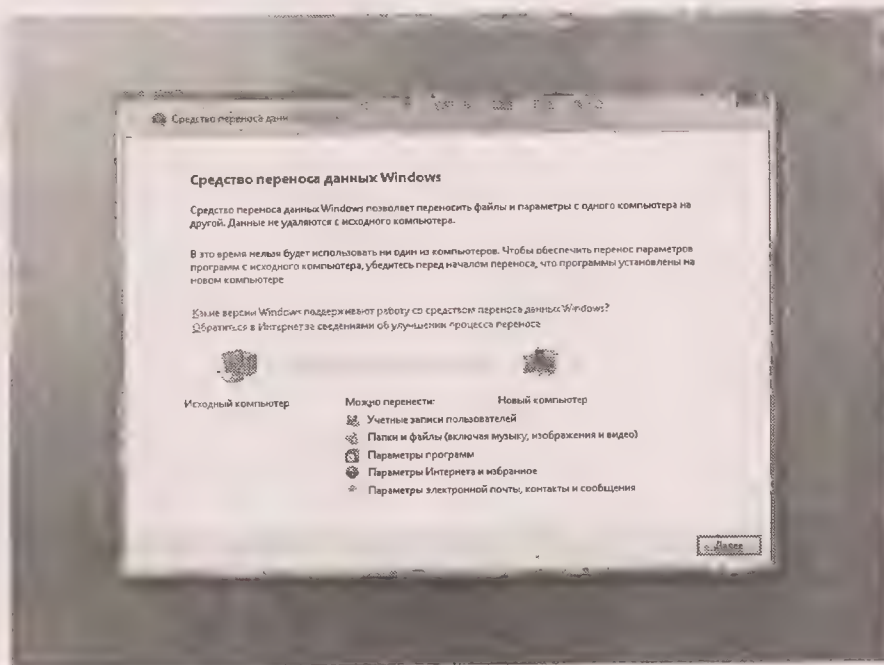 Средство переноса данн
Средство переноса данных Windows
Средство переноса данных Windows позволяет переносить файлы и параметры с одного компьютера на
другой. Данные не удаляются с исходного компьютера.
В это время нельзя будет использовать ни один из компьютеров. Чтобы обеспечить перенос параметров
программ с исходного компьютера, убедитесь перед началом переноса, что программы установлены на
новом компьютере
Какие версии Windows поддерживают работу со средством переноса данных Windows?
Обратиться в Интернет за сведениями об улучшении процесса переноса
Исходный компьютер
Можно перенести:
Новый компьютер
Учетные записи пользователей
Папки и файлы (включая музыку, изображения и видео)
Параметры программ
Параметры Интернета и избранное
Параметры электронной почты, контакты и сообщения
Далее